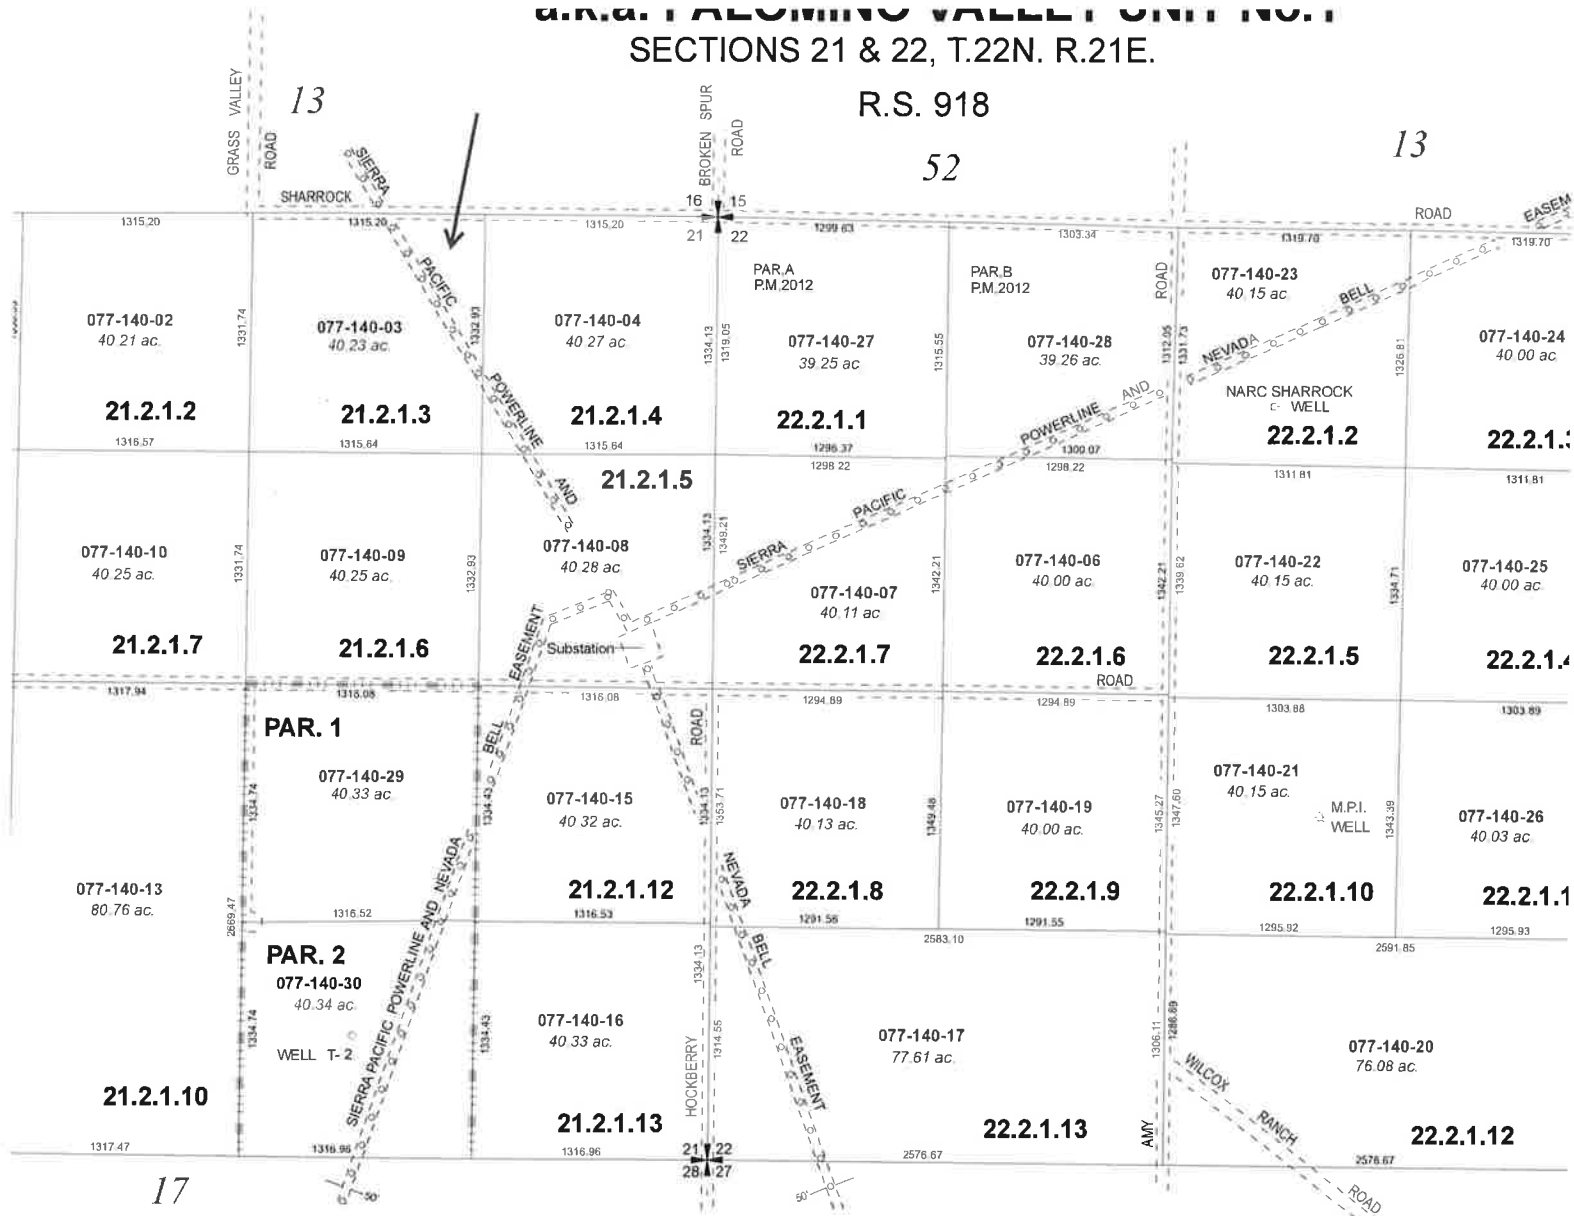 a.k.a. PALOMINO VALLEY UNIT No. 1
SECTIONS 21 & 22, T.22N. R.21E.
R.S. 918
13
52
13
GRASS VALLEY
ROAD
SIERRA
BROKEN SPUR
ROAD
SHARROCK
16 15
21 22
ROAD
EASEM
1315.20
1315.20
1315.20
1299.63
1303.34
1319.70
1319.70
PACIFIC
POWERLINE
AND
PAR.A
P.M.2012
PAR.B
P.M.2012
ROAD
077-140-23
40.15 ac.
BELL
NEVADA
077-140-02
40.21 ac.
1331.74
077-140-03
40.23 ac.
1332.93
077-140-04
40.27 ac.
1334.13
1319.05
077-140-27
39.25 ac.
1315.55
077-140-28
39.26 ac.
1312.05
1331.73
1326.81
077-140-24
40.00 ac
NARC SHARROCK
WELL
21.2.1.2
21.2.1.3
21.2.1.4
22.2.1.1
22.2.1.2
22.2.1.3
1316.57
1315.64
1315.64
1296.37
1300.07
1298.22
1298.22
1311.81
1311.81
21.2.1.5
SIERRA
PACIFIC
POWERLINE
AND
077-140-10
40.25 ac.
1331.74
077-140-09
40.25 ac.
1332.93
077-140-08
40.28 ac.
1334.13
1349.21
077-140-07
40.11 ac
1342.21
077-140-06
40.00 ac.
1342.21
1339.62
077-140-22
40.15 ac.
1334.71
077-140-25
40.00 ac
EASEMENT
Substation
21.2.1.7
21.2.1.6
22.2.1.7
22.2.1.6
22.2.1.5
22.2.1.4
ROAD
1317.94
1316.08
1316.08
1294.89
1294.89
1303.88
1303.89
PAR. 1
BELL
ROAD
077-140-29
40.33 ac.
1334.74
1334.43
077-140-15
40.32 ac.
1334.13
1353.71
077-140-18
40.13 ac.
1349.48
077-140-19
40.00 ac.
1345.27
1347.60
077-140-21
40.15 ac.
M.P.I.
WELL
1343.39
077-140-26
40.03 ac.
077-140-13
80.76 ac.
2669.47
21.2.1.12
22.2.1.8
22.2.1.9
22.2.1.10
22.2.1.1
1316.52
1316.53
1291.56
1291.55
1295.92
1295.93
2583.10
2591.85
PAR. 2
077-140-30
40.34 ac.
WELL T-2
1334.74
SIERRA PACIFIC POWERLINE AND NEVADA
1334.43
077-140-16
40.33 ac.
1334.13
1314.55
HOCKBERRY
NEVADA
BELL
EASEMENT
077-140-17
77.61 ac.
1306.11
1286.89
077-140-20
76.08 ac.
WILCOX
RANCH
ROAD
21.2.1.10
21.2.1.13
22.2.1.13
AMY
22.2.1.12
1317.47
1316.96
1316.96
21 22
28 27
2576.67
2576.67
17
50'
50'